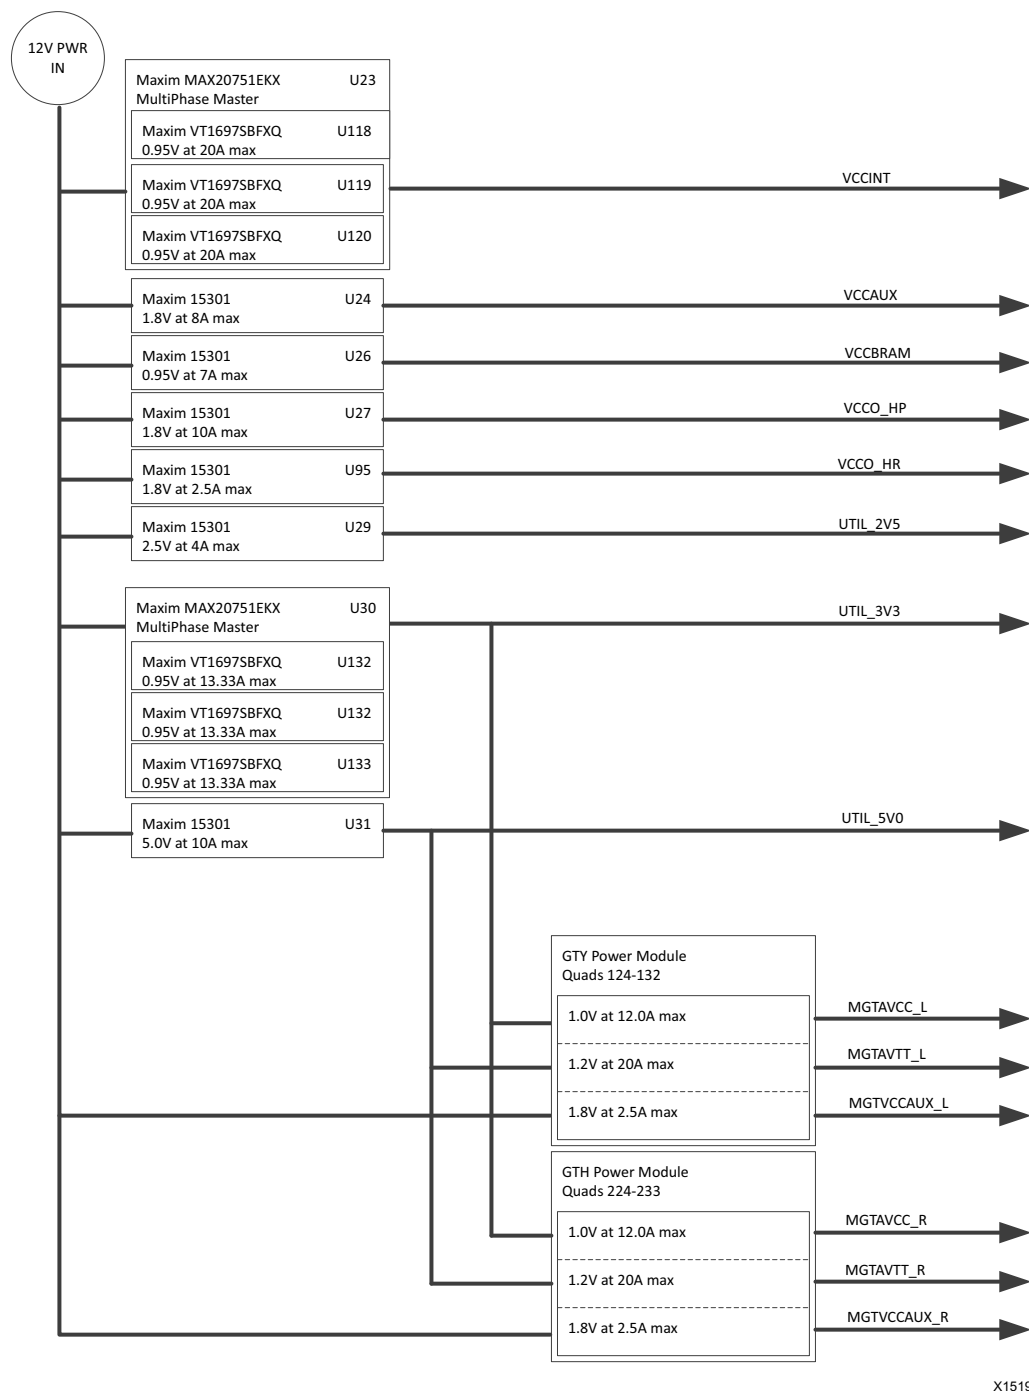 12V PWR
IN
Maxim MAX20751EKX U23
MultiPhase Master
Maxim VT1697SBFXQ U118
0.95V at 20A max
Maxim VT1697SBFXQ U119
0.95V at 20A max
VCCINT
Maxim VT1697SBFXQ U120
0.95V at 20A max
Maxim 15301 U24
1.8V at 8A max
VCCAUX
Maxim 15301 U26
0.95V at 7A max
VCCBRAM
Maxim 15301 U27
1.8V at 10A max
VCCO_HP
Maxim 15301 U95
1.8V at 2.5A max
VCCO_HR
Maxim 15301 U29
2.5V at 4A max
UTIL_2V5
Maxim MAX20751EKX U30
MultiPhase Master
UTIL_3V3
Maxim VT1697SBFXQ U132
0.95V at 13.33A max
Maxim VT1697SBFXQ U132
0.95V at 13.33A max
Maxim VT1697SBFXQ U133
0.95V at 13.33A max
Maxim 15301 U31
5.0V at 10A max
UTIL_5V0
GTY Power Module
Quads 124-132
1.0V at 12.0A max
MGTAVCC_L
1.2V at 20A max
MGTAVTT_L
1.8V at 2.5A max
MGTVCCAUX_L
GTH Power Module
Quads 224-233
1.0V at 12.0A max
MGTAVCC_R
1.2V at 20A max
MGTAVTT_R
1.8V at 2.5A max
MGTVCCAUX_R
X1519